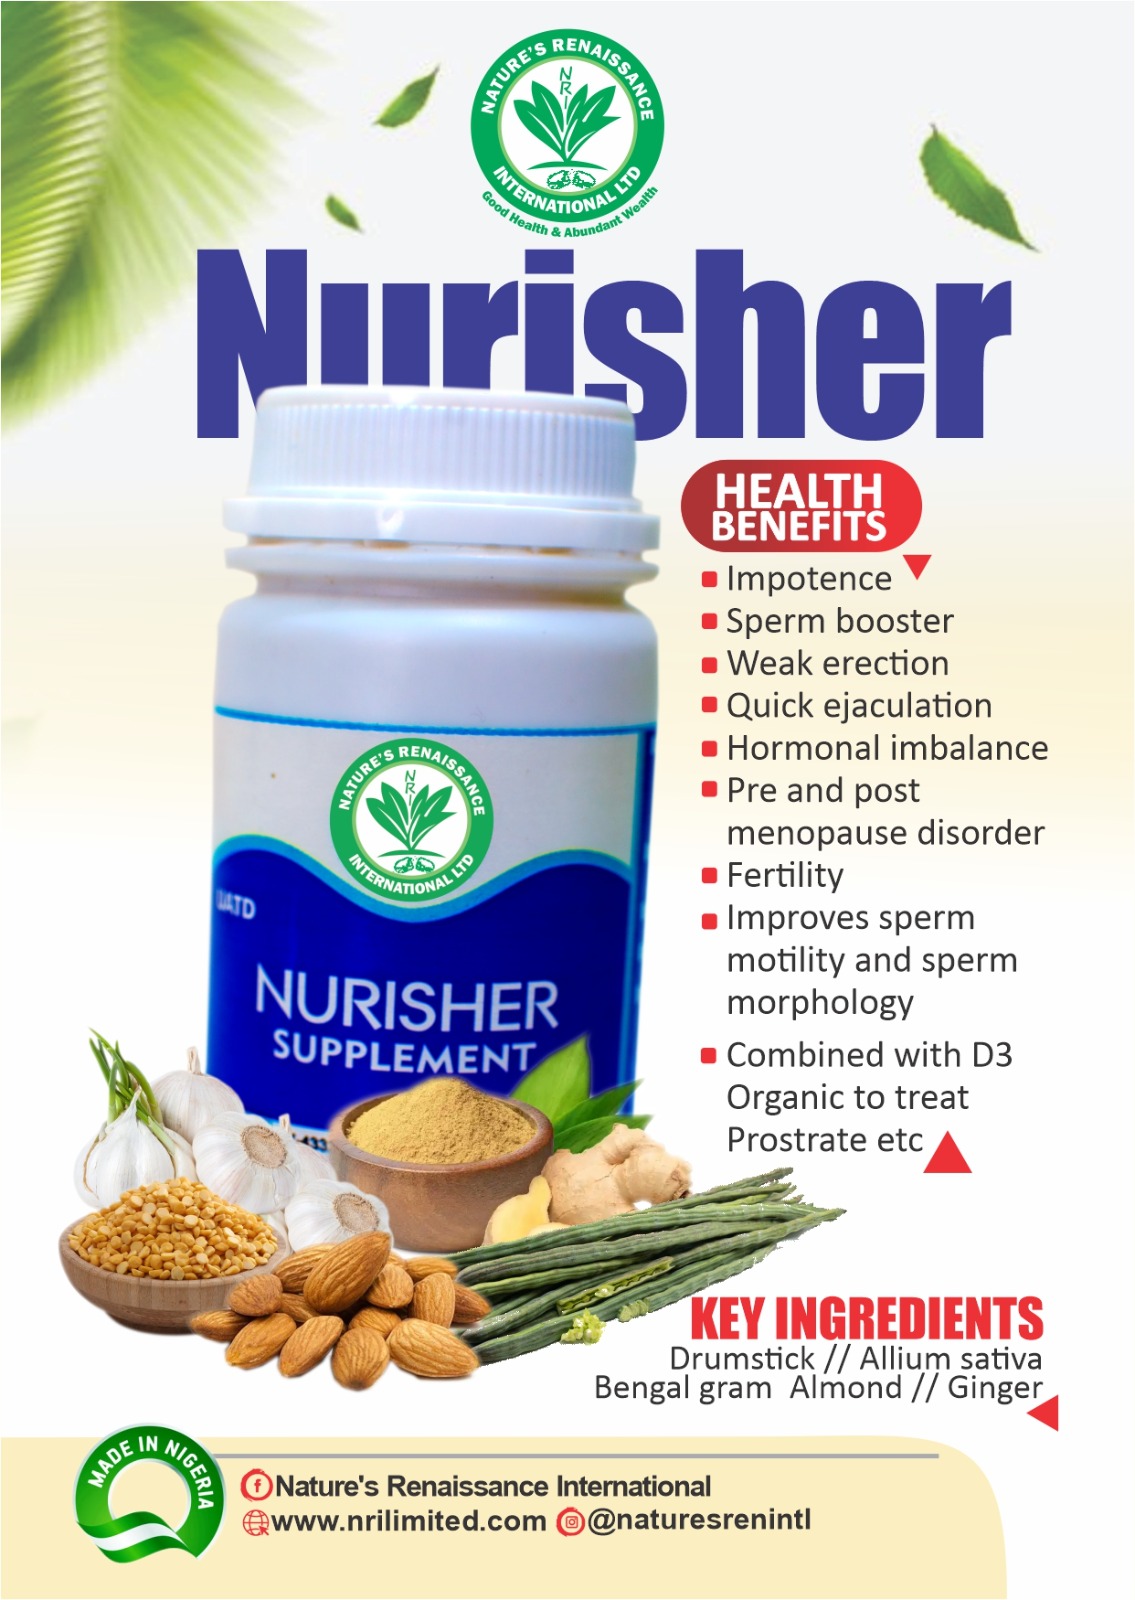 NATURE'S RENAISSANCE
NRI
INTERNATIONAL LTD
Good Health & Abundant Wealth
Nurisher
HEALTH
BENEFITS
Impotence
Sperm booster
Weak erection
Quick ejaculation
Hormonal imbalance
Pre and post
menopause disorder
Fertility
Improves sperm
motility and sperm
morphology
Combined with D3
Organic to treat
Prostrate etc
NATURE'S RENAISSANCE
NRI
INTERNATIONAL LTD
NURISHER
SUPPLEMENT
KEY INGREDIENTS
Drumstick // Allium sativa
Bengal gram Almond // Ginger
MADE IN NIGERIA
Nature's Renaissance International
www.nrilimited.com @naturesrenintl